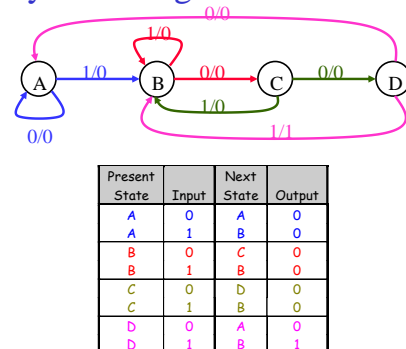 0/0
1/0
A 1/0 B 0/0 C 0/0 D
1/0
0/0 1/1
Present State Input Next State Output
A 0 A 0
A 1 B 0
B 0 C 0
B 1 B 0
C 0 D 0
C 1 B 0
D 0 A 0
D 1 B 1